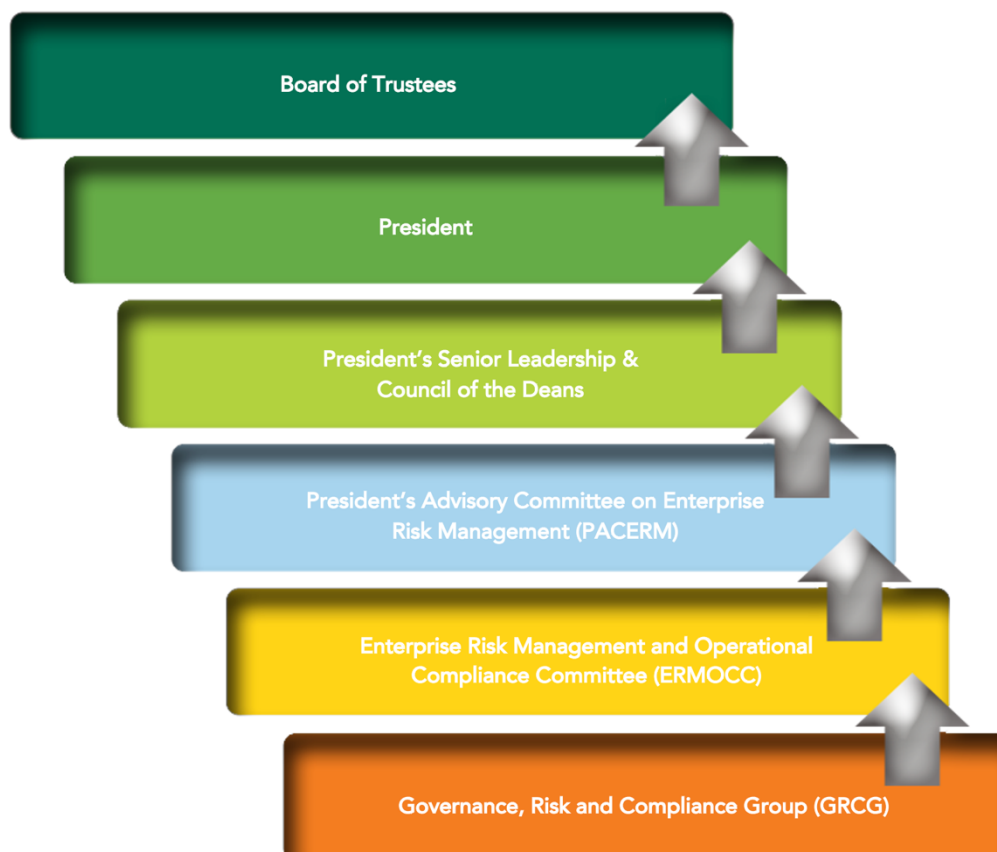 Board of Trustees
President
President’s Senior Leadership &
Council of the Deans
President’s Advisory Committee on Enterprise
Risk Management (PACERM)
Enterprise Risk Management and Operational
Compliance Committee (ERMOCC)
Governance, Risk and Compliance Group (GRCG)